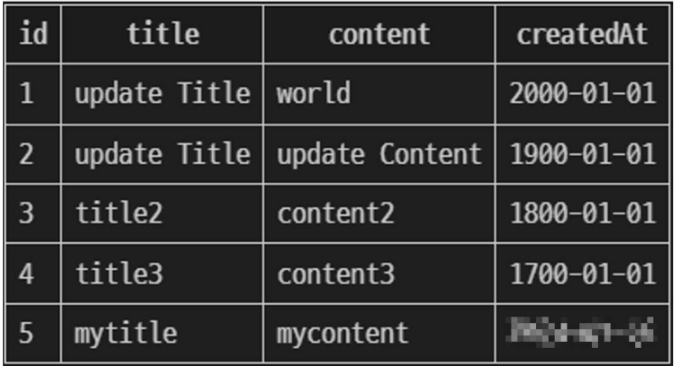 id title content createdAt
1 update Title world 2000-01-01
2 update Title update Content 1900-01-01
3 title2 content2 1800-01-01
4 title3 content3 1700-01-01
5 mytitle mycontent